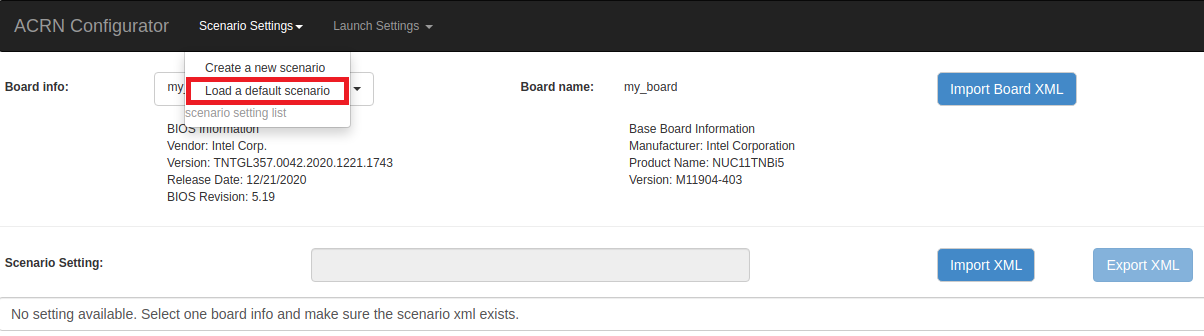 ACRN Configurator Scenario Settings Launch Settings
Create a new scenario
Board info: my_ Board name: my_board Import Board XML
Load a default scenario
scenario setting list
BIOS Information Base Board Information
Vendor: Intel Corp. Manufacturer: Intel Corporation
Version: TNTGL357.0042.2020.1221.1743 Product Name: NUC11TNBi5
Release Date: 12/21/2020 Version: M11904-403
BIOS Revision: 5.19
Scenario Setting: Import XML Export XML
No setting available. Select one board info and make sure the scenario xml exists.